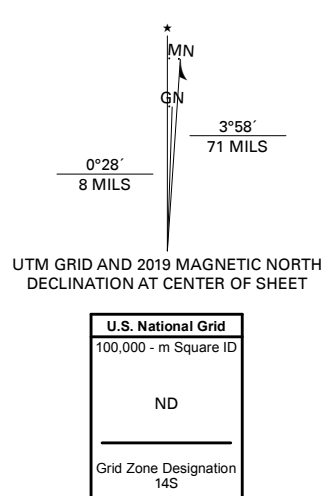 ★
MN
GN
3°58´
71 MILS
0°28´
8 MILS
UTM GRID AND 2019 MAGNETIC NORTH
DECLINATION AT CENTER OF SHEET
U.S. National Grid
100,000 - m Square ID
ND
Grid Zone Designation
14S